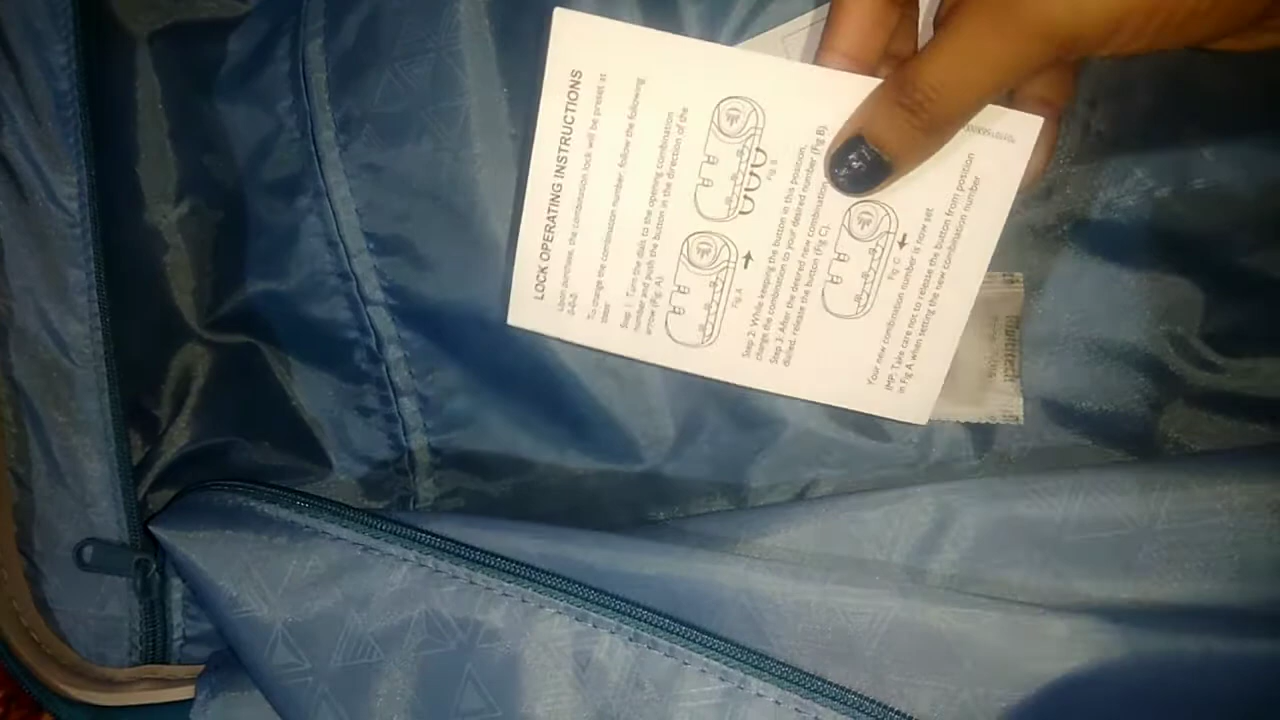 LOCK OPERATING INSTRUCTIONS
Upon purchase, the combination lock will be preset at
0-0-0
To change the combination number, follow the following
Step 1: Turn the dials to the opening combination
number and push the button in the direction of the
arrow (Fig. A).
Fig A
Fig B
Step 2: While keeping the button in this position,
change the combination to your desired number (Fig B).
Step 3: After the desired new combination
dialled, release the button (Fig C).
Fig C
Your new combination number is now set
IMP: Take care not to release the button from position
in Fig A when setting the new combination number